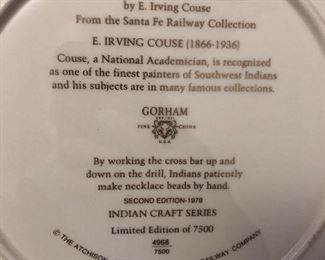 by E. Irving Couse
From the Santa Fe Railway Collection
E. IRVING COUSE (1866-1936)
Couse, a National Academician, is recognized
as one of the finest painters of Southwest Indians
and his subjects are in many famous collections.
GORHAM
FINE CHINA
U.S.A.
By working the cross bar up and
down on the drill, Indians patiently
make necklace beads by hand.
SECOND EDITION-1978
INDIAN CRAFT SERIES
Limited Edition of 7500
4968
7500
© THE ATCHISON
RAILWAY COMPANY